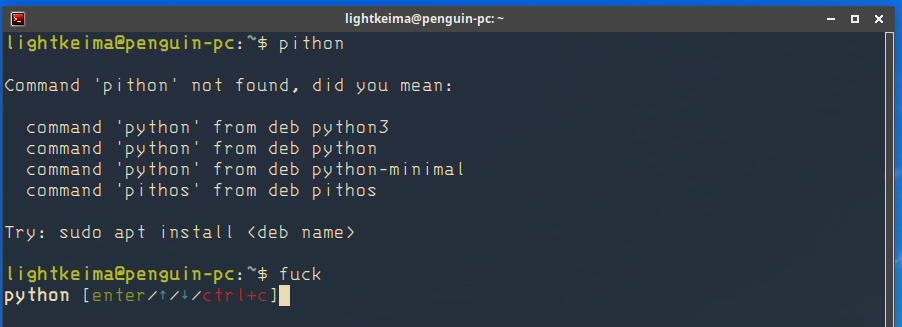 lightkeima@penguin-pc: ~
lightkeima@penguin-pc:~$ pithon
Command 'pithon' not found, did you mean:
command 'python' from deb python3
command 'python' from deb python
command 'python' from deb python-minimal
command 'pithos' from deb pithos
Try: sudo apt install <deb name>
lightkeima@penguin-pc:~$ fuck
python [enter/↑/↓/ctrl+c]